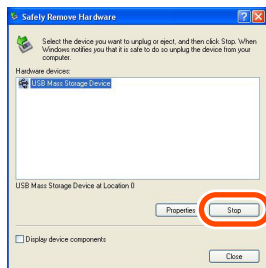 Safely Remove Hardware
Select the device you want to unplug or eject, and then click Stop. When
Windows notifies you that it is safe to do so unplug the device from your
computer.
Hardware devices:
USB Mass Storage Device
USB Mass Storage Device at Location 0
Properties Stop
Display device components
Close